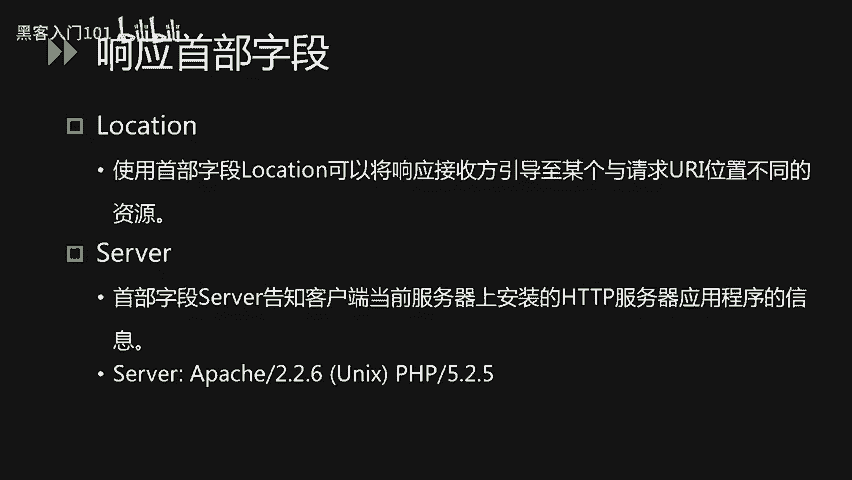 黑客入门101 bilibili
响应首部字段
Location
• 使用首部字段Location可以将响应接收方引导至某个与请求URI位置不同的
资源。
Server
• 首部字段Server告知客户端当前服务器上安装的HTTP服务器应用程序的信
息。
• Server: Apache/2.2.6 (Unix) PHP/5.2.5